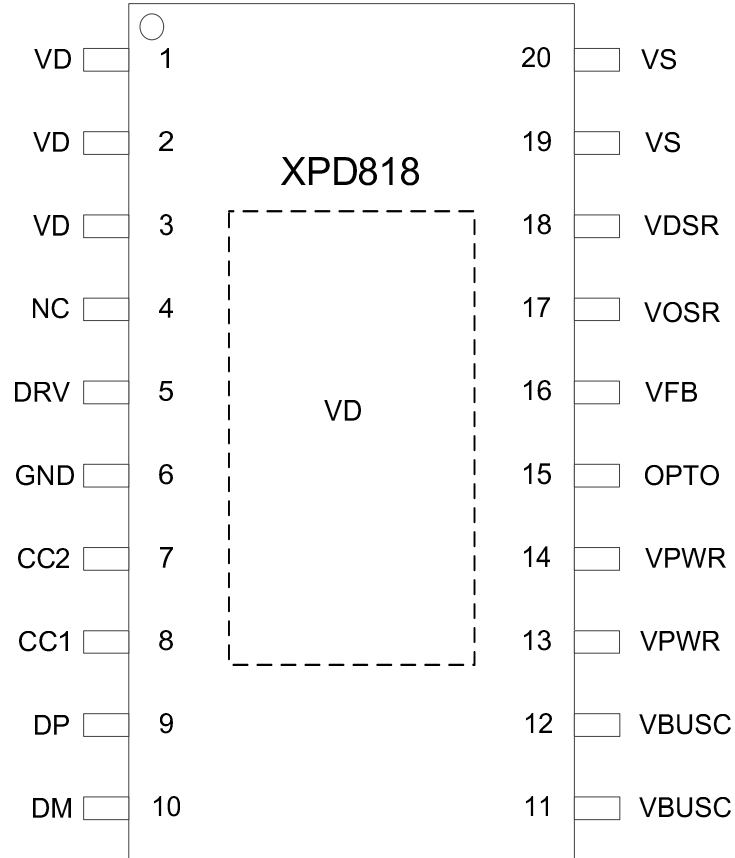 VD 1 20 VS
VD 2 19 VS
XPD818
VD 3 18 VDSR
NC 4 17 VOSR
DRV 5 16 VFB
VD
GND 6 15 OPTO
CC2 7 14 VPWR
CC1 8 13 VPWR
DP 9 12 VBUSC
DM 10 11 VBUSC